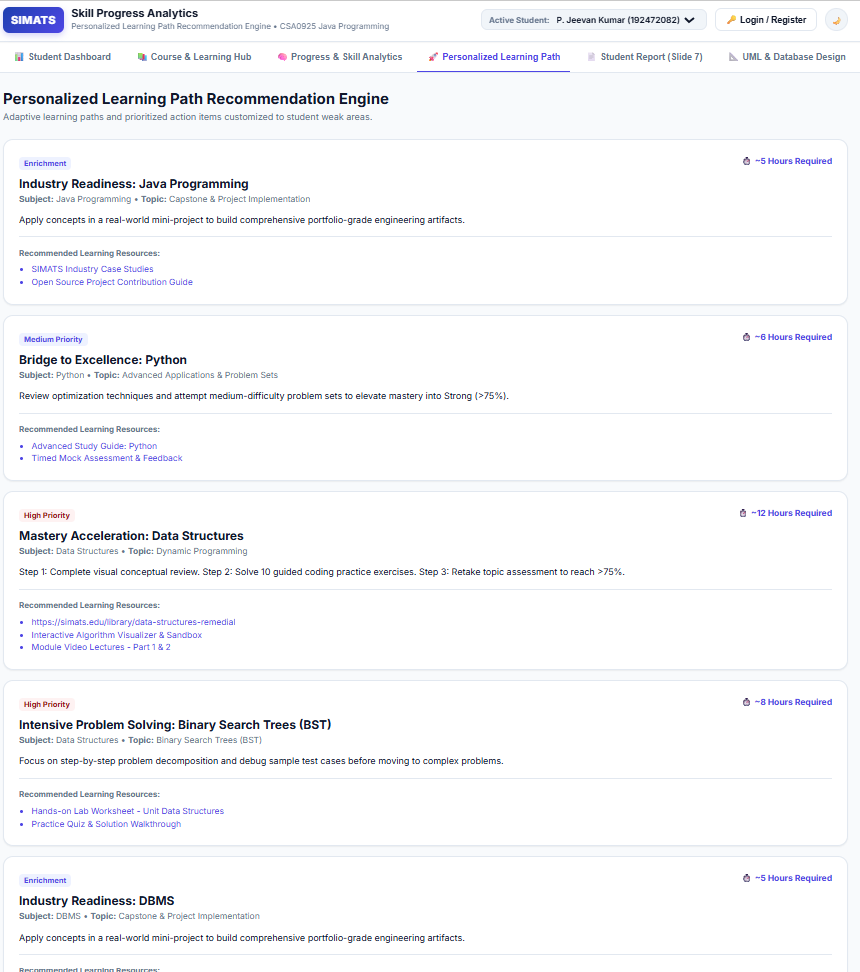 SIMATS
Skill Progress Analytics
Personalized Learning Path Recommendation Engine • CSA0925 Java Programming
Active Student: P. Jeevan Kumar (192472082)
Login / Register
Student Dashboard
Course & Learning Hub
Progress & Skill Analytics
Personalized Learning Path
Student Report (Slide 7)
UML & Database Design
Personalized Learning Path Recommendation Engine
Adaptive learning paths and prioritized action items customized to student weak areas.
Enrichment
~5 Hours Required
Industry Readiness: Java Programming
Subject: Java Programming • Topic: Capstone & Project Implementation
Apply concepts in a real-world mini-project to build comprehensive portfolio-grade engineering artifacts.
Recommended Learning Resources:
• SIMATS Industry Case Studies
• Open Source Project Contribution Guide
Medium Priority
~6 Hours Required
Bridge to Excellence: Python
Subject: Python • Topic: Advanced Applications & Problem Sets
Review optimization techniques and attempt medium-difficulty problem sets to elevate mastery into Strong (>75%).
Recommended Learning Resources:
• Advanced Study Guide: Python
• Timed Mock Assessment & Feedback
High Priority
~12 Hours Required
Mastery Acceleration: Data Structures
Subject: Data Structures • Topic: Dynamic Programming
Step 1: Complete visual conceptual review. Step 2: Solve 10 guided coding practice exercises. Step 3: Retake topic assessment to reach >75%.
Recommended Learning Resources:
• https://simats.edu/library/data-structures-remedial
• Interactive Algorithm Visualizer & Sandbox
• Module Video Lectures - Part 1 & 2
High Priority
~8 Hours Required
Intensive Problem Solving: Binary Search Trees (BST)
Subject: Data Structures • Topic: Binary Search Trees (BST)
Focus on step-by-step problem decomposition and debug sample test cases before moving to complex problems.
Recommended Learning Resources:
• Hands-on Lab Worksheet - Unit Data Structures
• Practice Quiz & Solution Walkthrough
Enrichment
~5 Hours Required
Industry Readiness: DBMS
Subject: DBMS • Topic: Capstone & Project Implementation
Apply concepts in a real-world mini-project to build comprehensive portfolio-grade engineering artifacts.
Recommended Learning Resources: